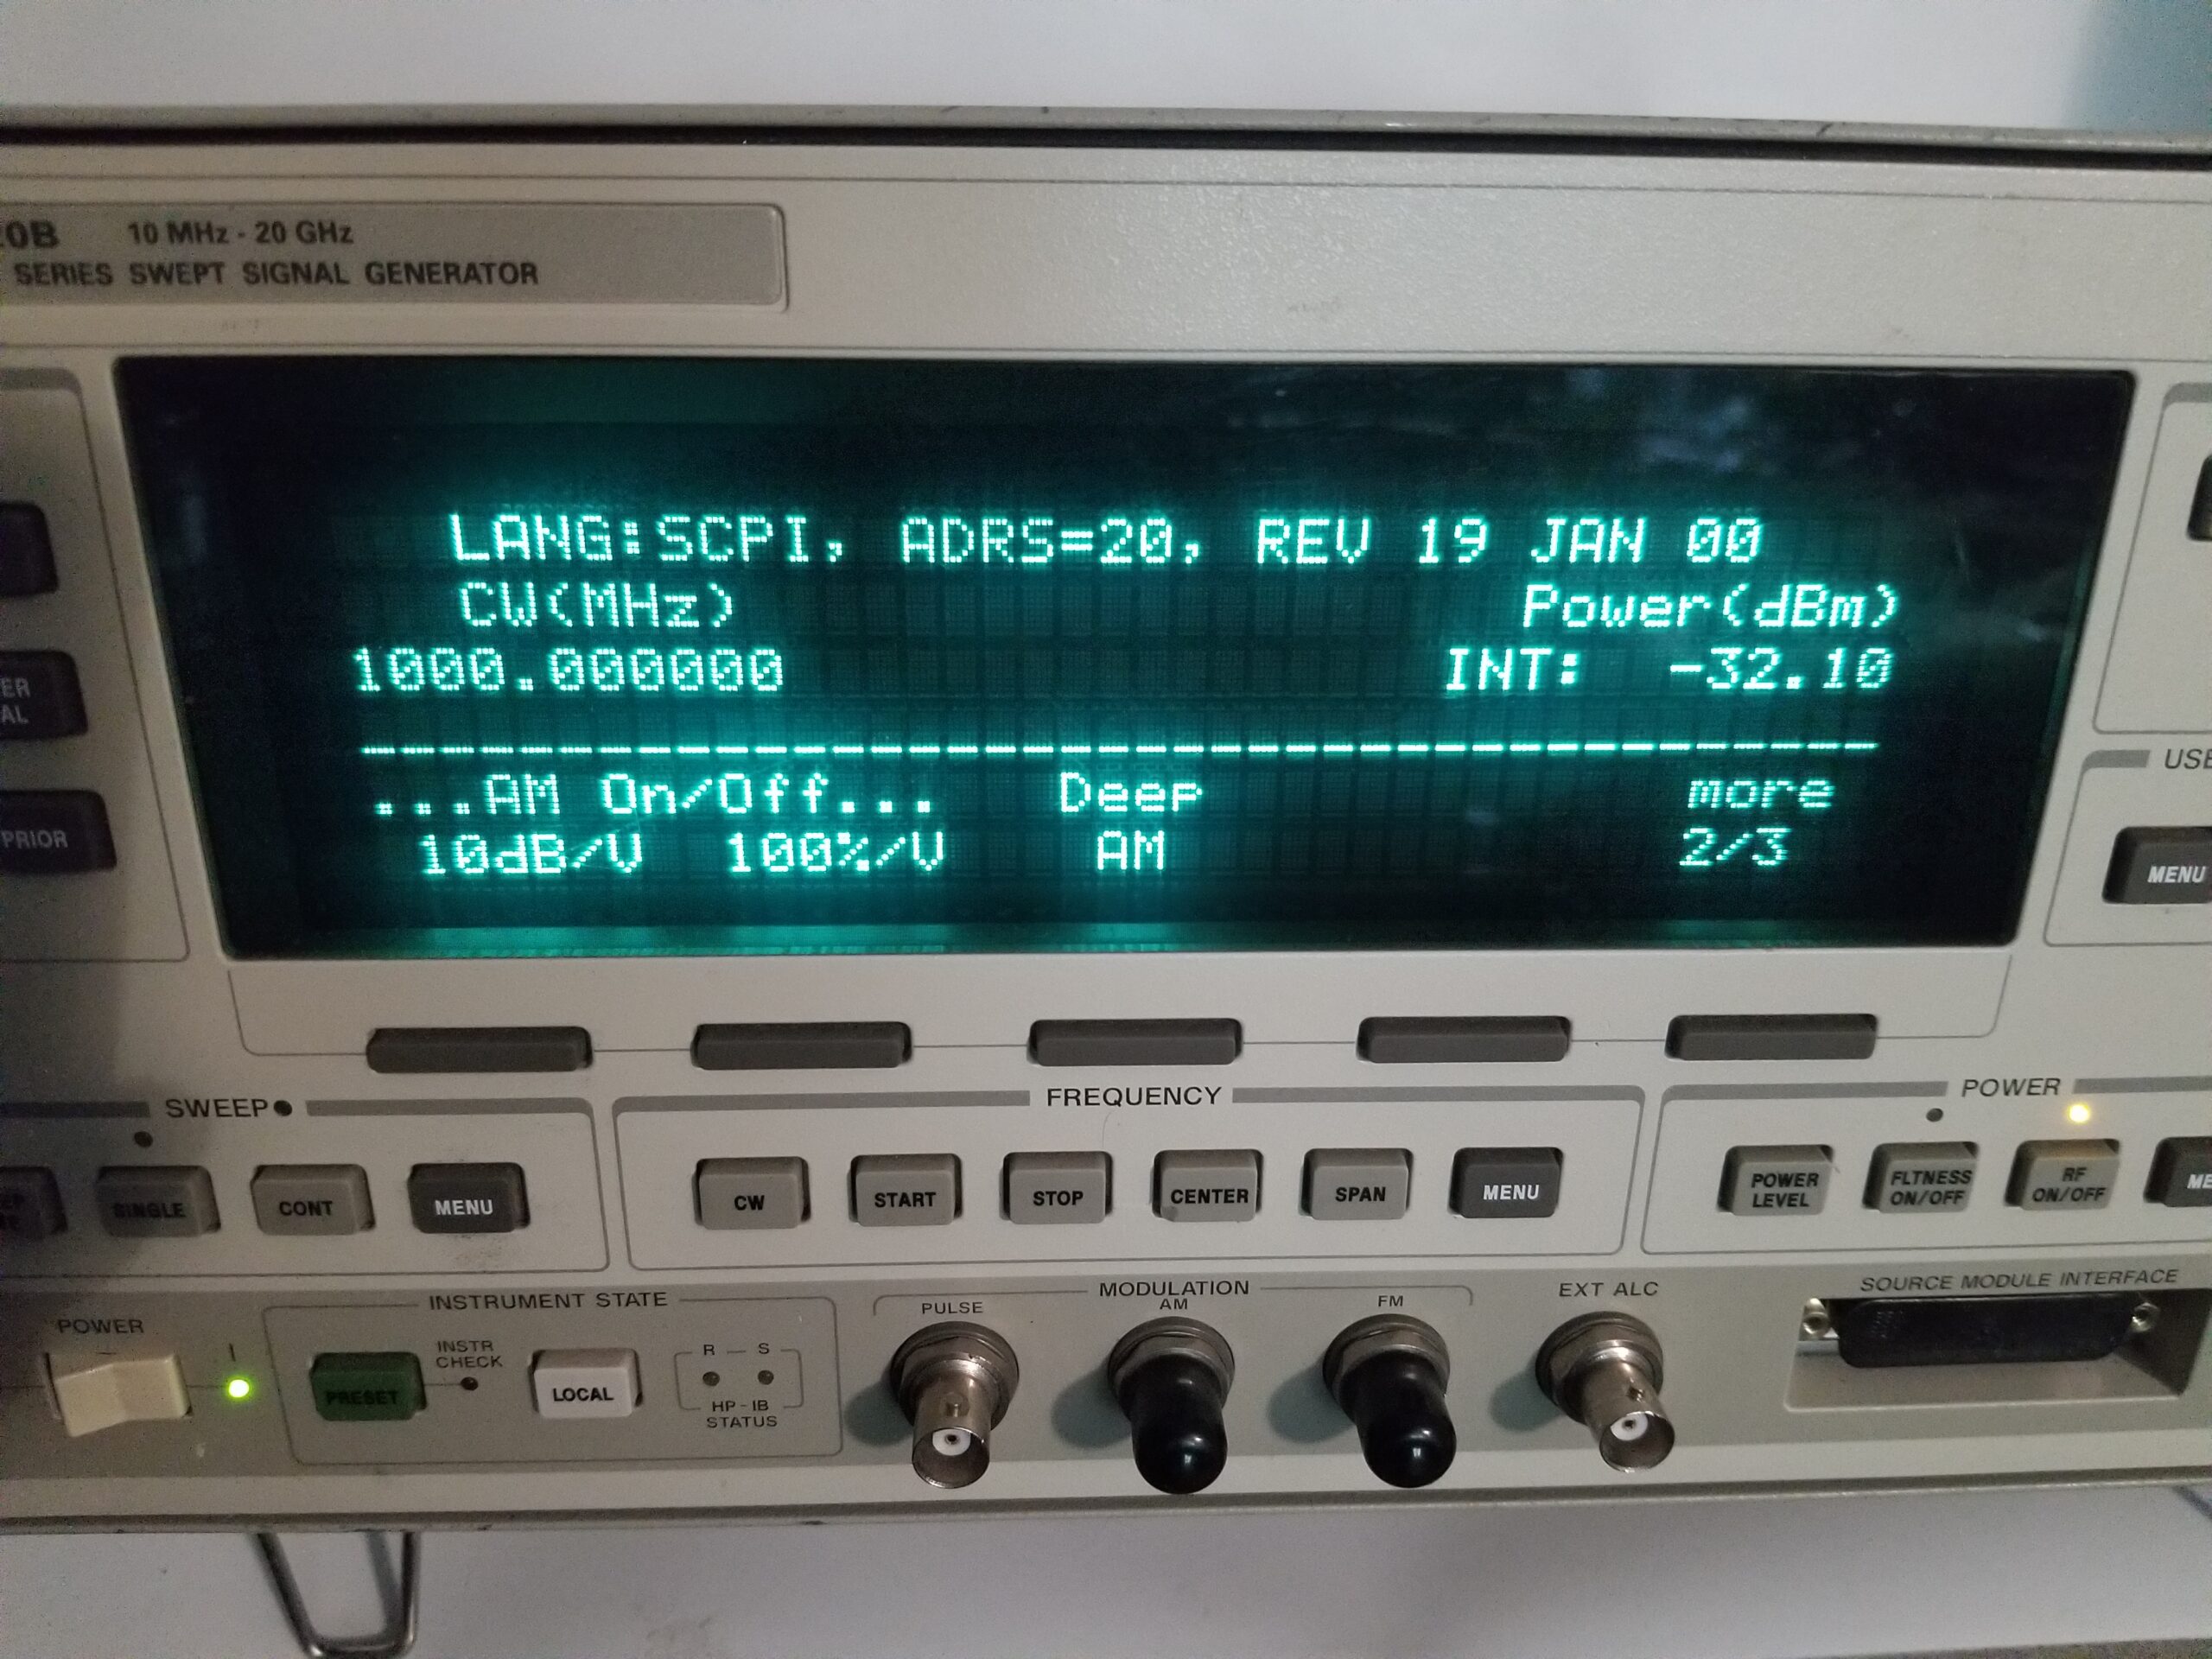 10 MHz - 20 GHz
SERIES SWEPT SIGNAL GENERATOR
LANG:SCPI, ADRS=20, REV 19 JAN 00
CW(MHz) Power(dBm)
1000.000000 INT: -32.10
...AM On/Off... Deep more
10dB/V 100%/V AM 2/3
PRIOR
MENU
SWEEP
FREQUENCY
POWER
SINGLE
CONT
MENU
CW
START
STOP
CENTER
SPAN
MENU
POWER
LEVEL
FLTNESS
ON/OFF
RF
ON/OFF
POWER
INSTRUMENT STATE
PRESET
INSTR
CHECK
LOCAL
R S
HP-IB
STATUS
MODULATION
PULSE
AM
FM
EXT ALC
SOURCE MODULE INTERFACE